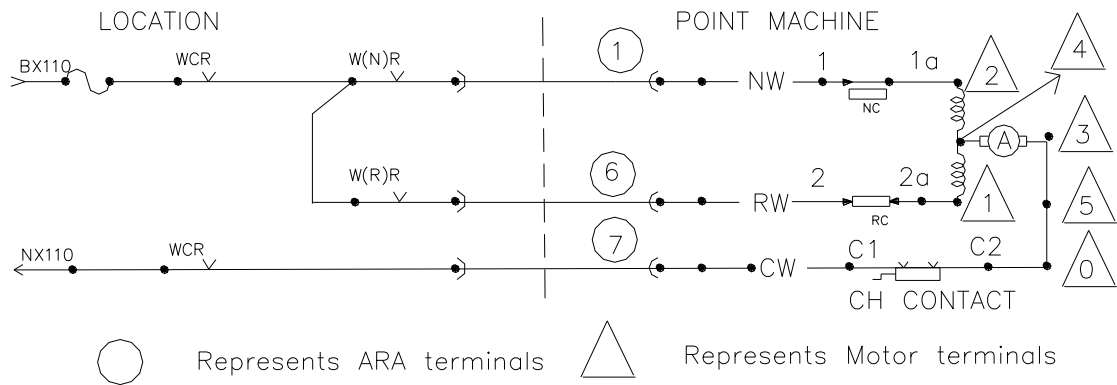 LOCATION
POINT MACHINE
BX110
WCR
W(N)R
1
NW
1
1a
NC
2
4
A
3
W(R)R
6
RW
2
2a
RC
1
5
NX110
WCR
7
CW
C1
C2
0
CH CONTACT
Represents ARA terminals
Represents Motor terminals